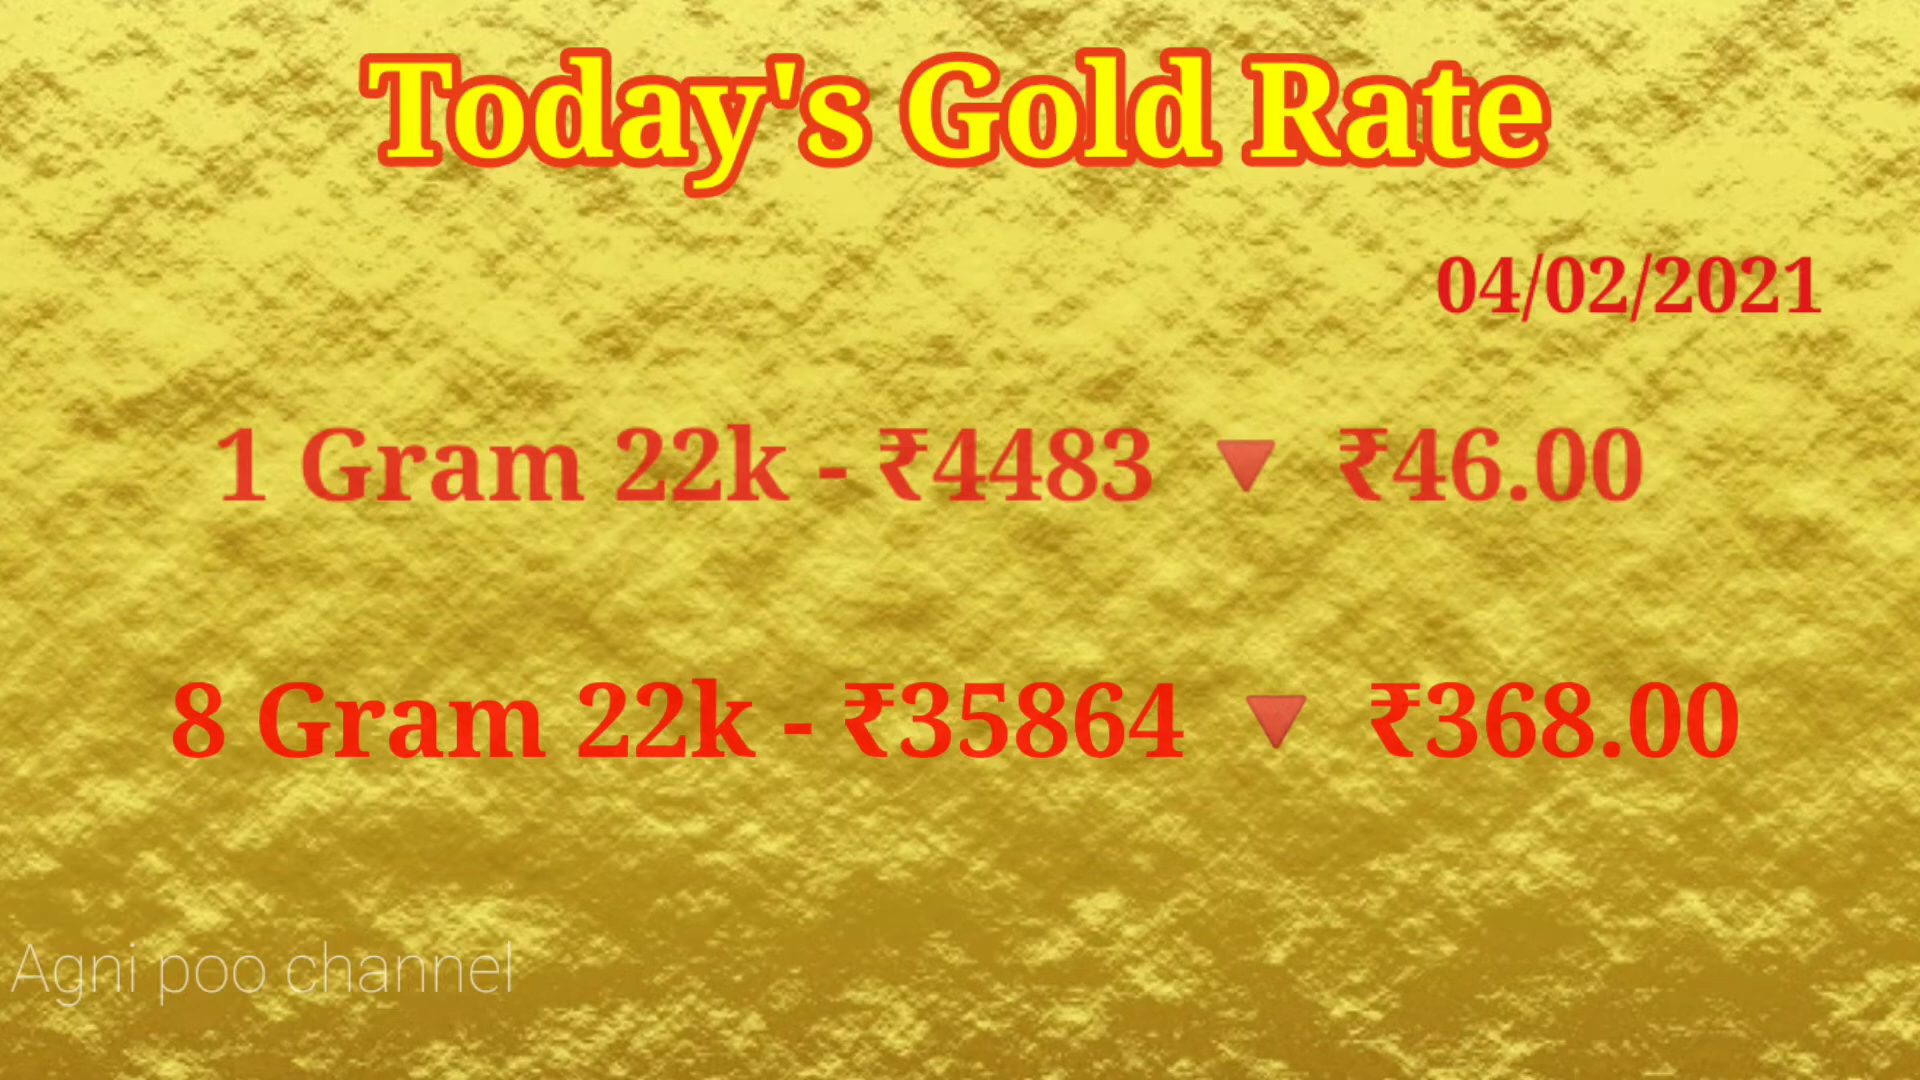 Today's Gold Rate
04/02/2021
1 Gram 22k - ₹4483 🔻 ₹46.00
8 Gram 22k - ₹35864 🔻 ₹368.00
Agni poo channel